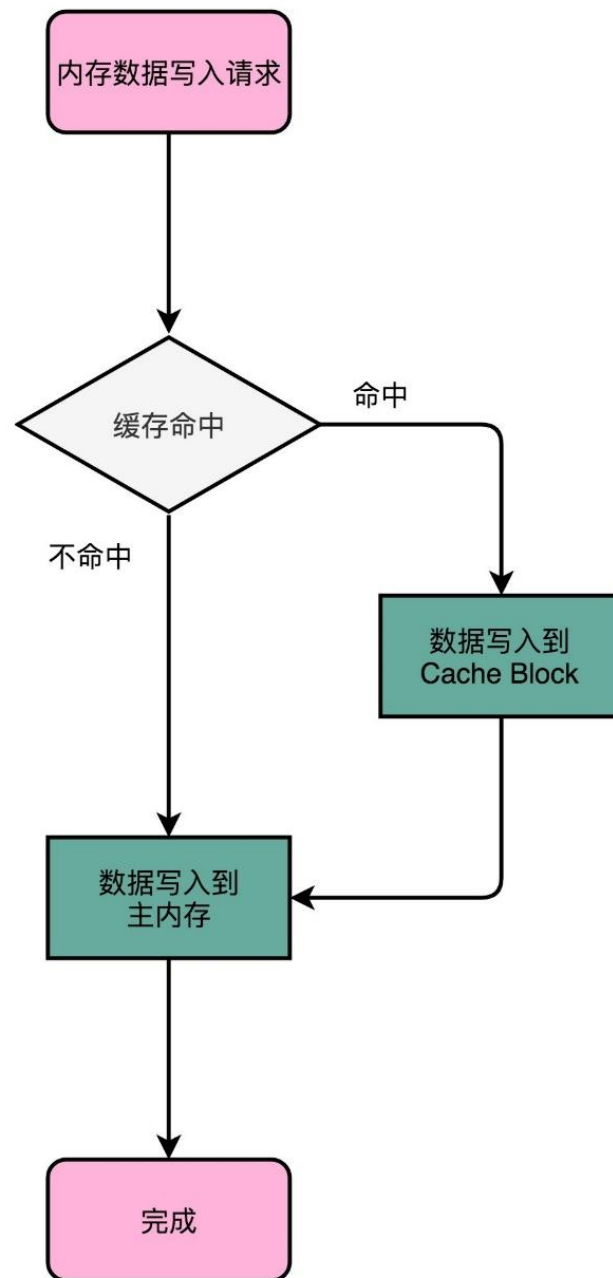 内存数据写入请求
缓存命中
命中
不命中
数据写入到
Cache Block
数据写入到
主内存
完成